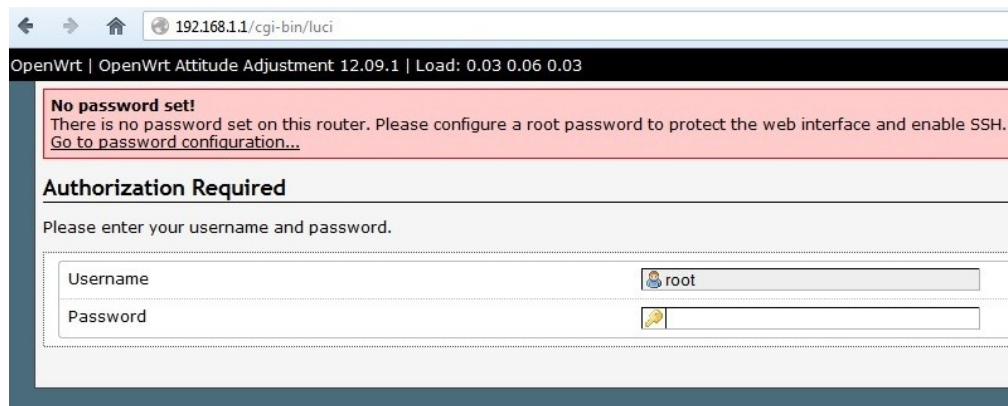 192.168.1.1/cgi-bin/luci
OpenWrt | OpenWrt Attitude Adjustment 12.09.1 | Load: 0.03 0.06 0.03
No password set!
There is no password set on this router. Please configure a root password to protect the web interface and enable SSH.
Go to password configuration...
Authorization Required
Please enter your username and password.
Username root
Password